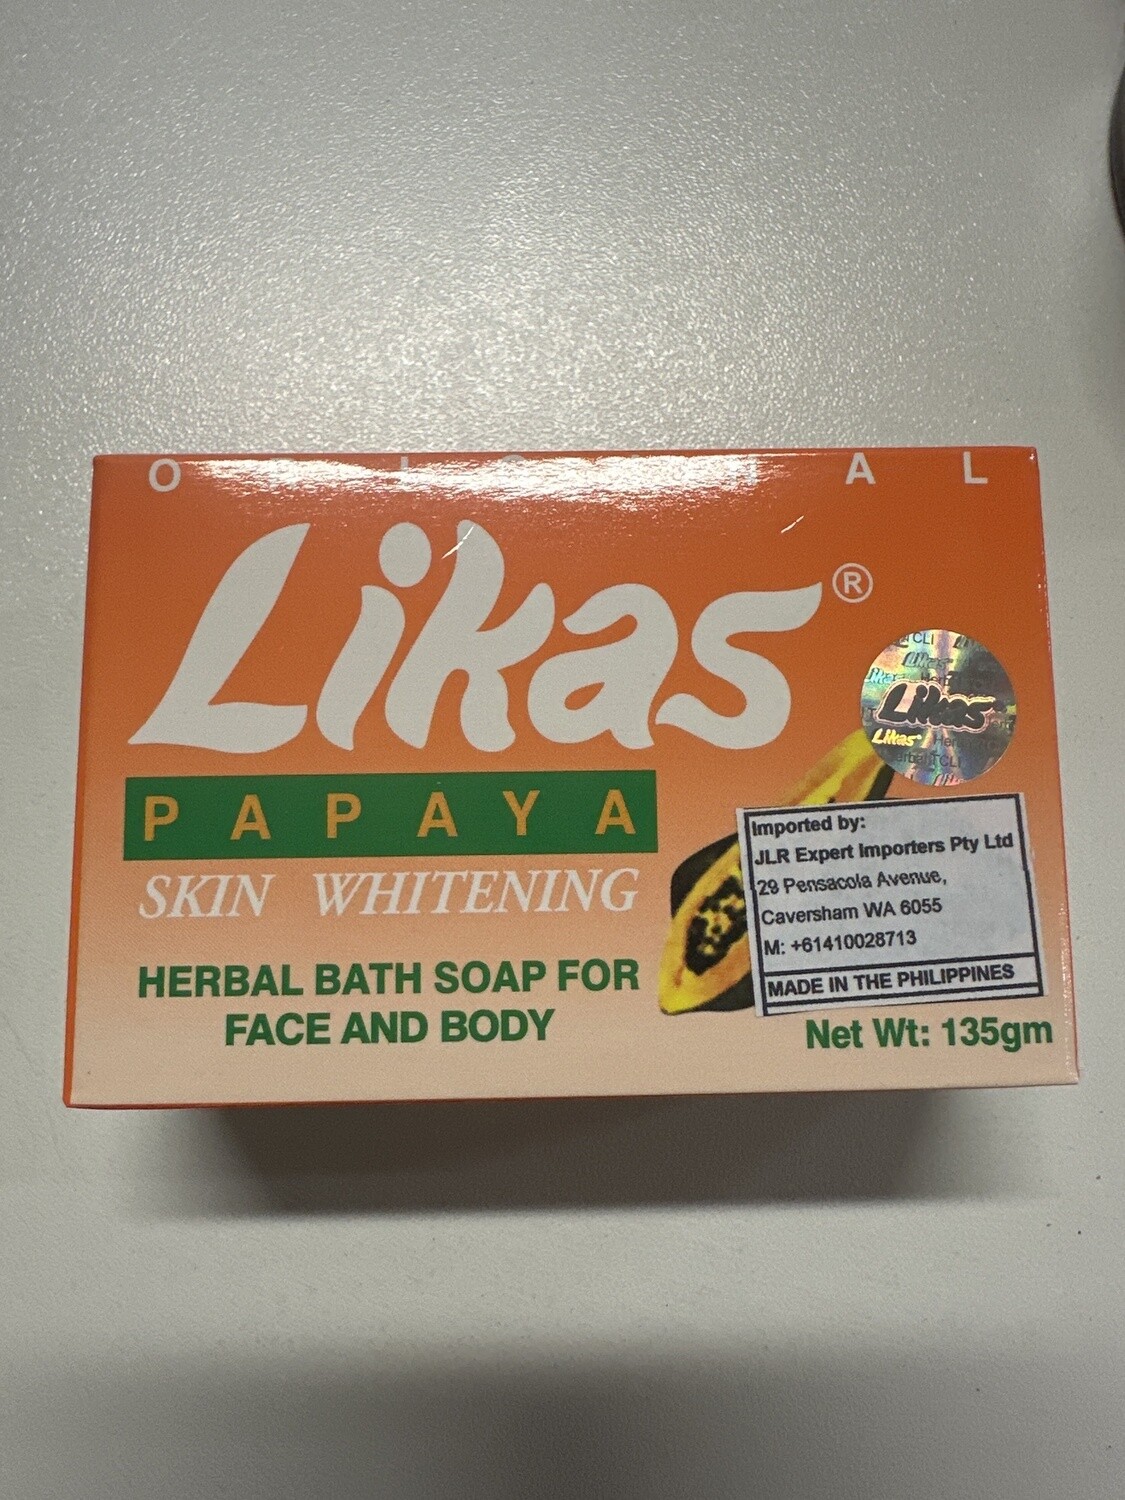 ORIGINAL
Likas®
PAPAYA
SKIN WHITENING
HERBAL BATH SOAP FOR
FACE AND BODY
Likas
Likas®
Imported by:
JLR Expert Importers Pty Ltd
29 Pensacola Avenue,
Caversham WA 6055
M: +61410028713
MADE IN THE PHILIPPINES
Net Wt: 135gm